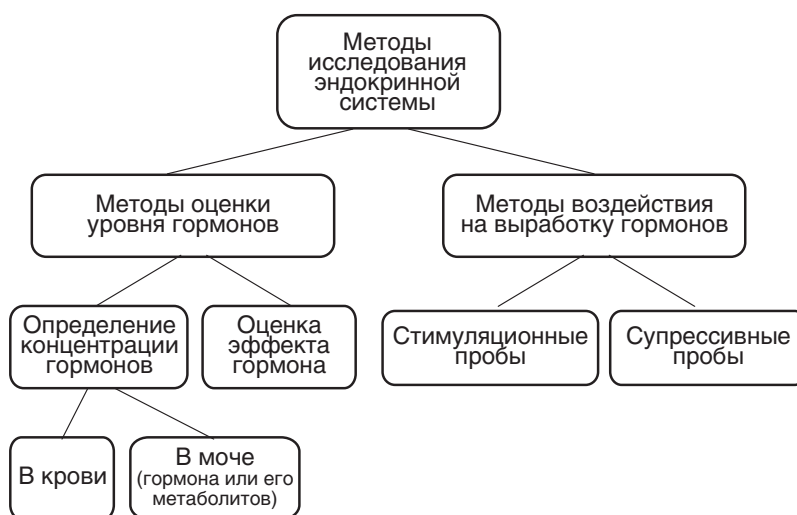 Методы
исследования
эндокринной
системы
Методы оценки
уровня гормонов
Методы воздействия
на выработку гормонов
Определение
концентрации
гормонов
Оценка
эффекта
гормона
Стимуляционные
пробы
Супрессивные
пробы
В крови
В моче
(гормона или его
метаболитов)